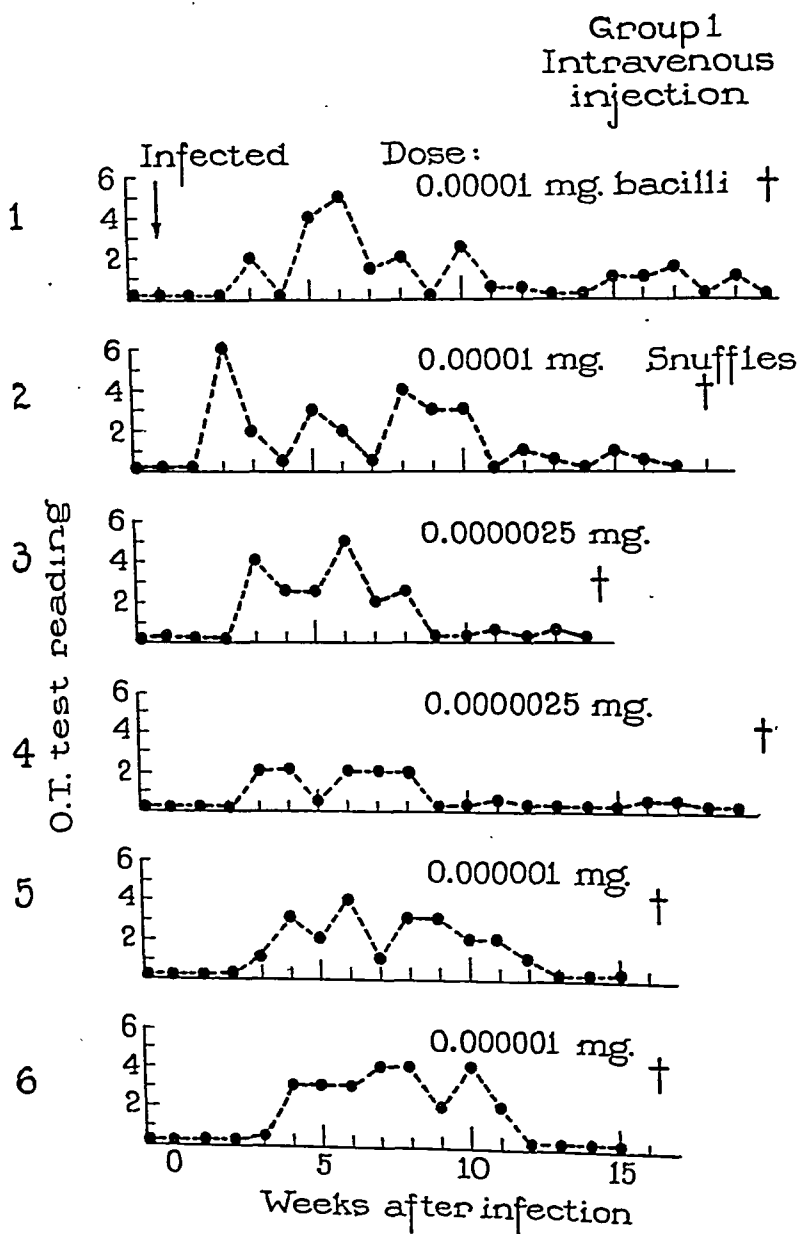 Group 1
Intravenous
injection
Infected Dose:
0.00001 mg. bacilli †
1
6
4
2
0.00001 mg. Snuffles
†
2
6
4
2
0.0000025 mg.
†
3
6
4
2
0.0000025 mg.
†
4
6
4
2
0.000001 mg.
†
5
6
4
2
0.000001 mg.
†
6
6
4
2
O.T. test reading
0 5 10 15
Weeks after infection